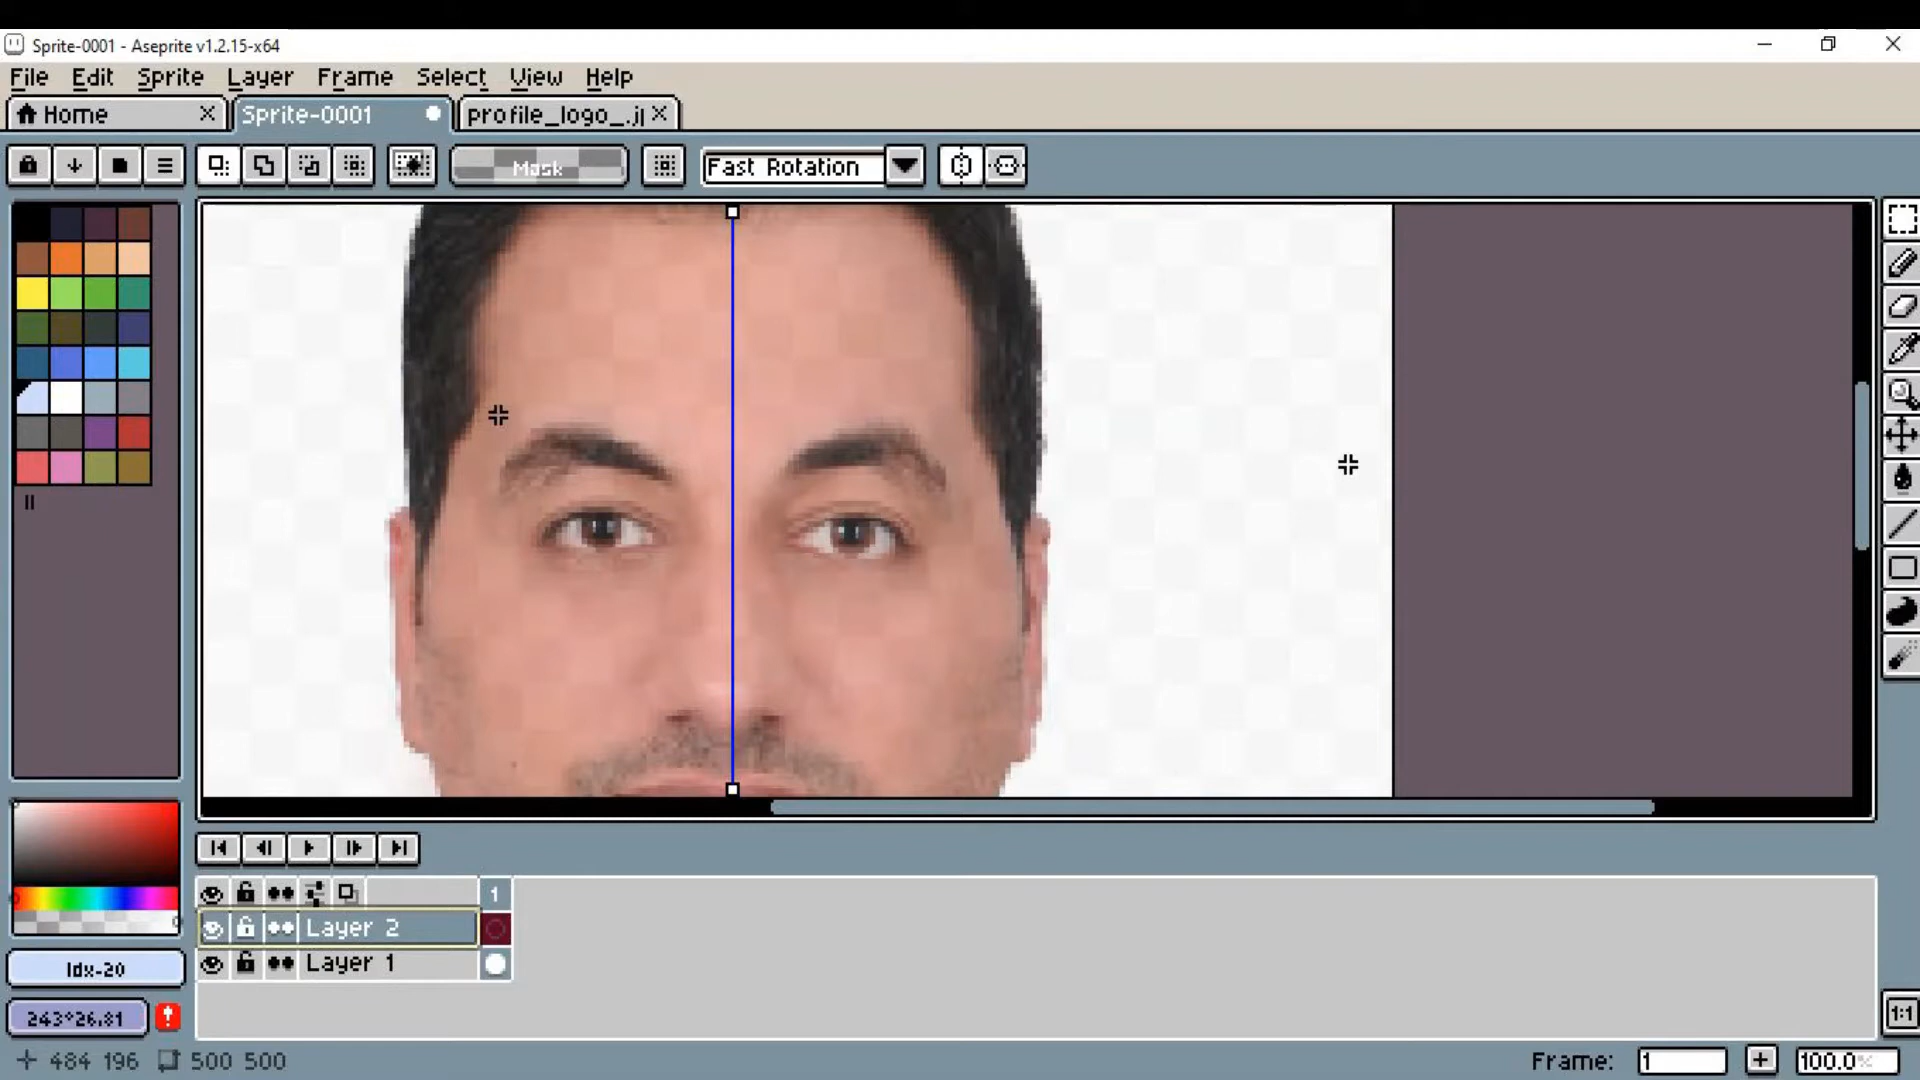 Sprite-0001 - Aseprite v1.2.15-x64
File Edit Sprite Layer Frame Select View Help
Home Sprite-0001 profile_logo_.j
Mask Fast Rotation
1
Layer 2
Layer 1
Idx-20
243°26.81
1:1
484 196 500 500 Frame: 1 100.0%